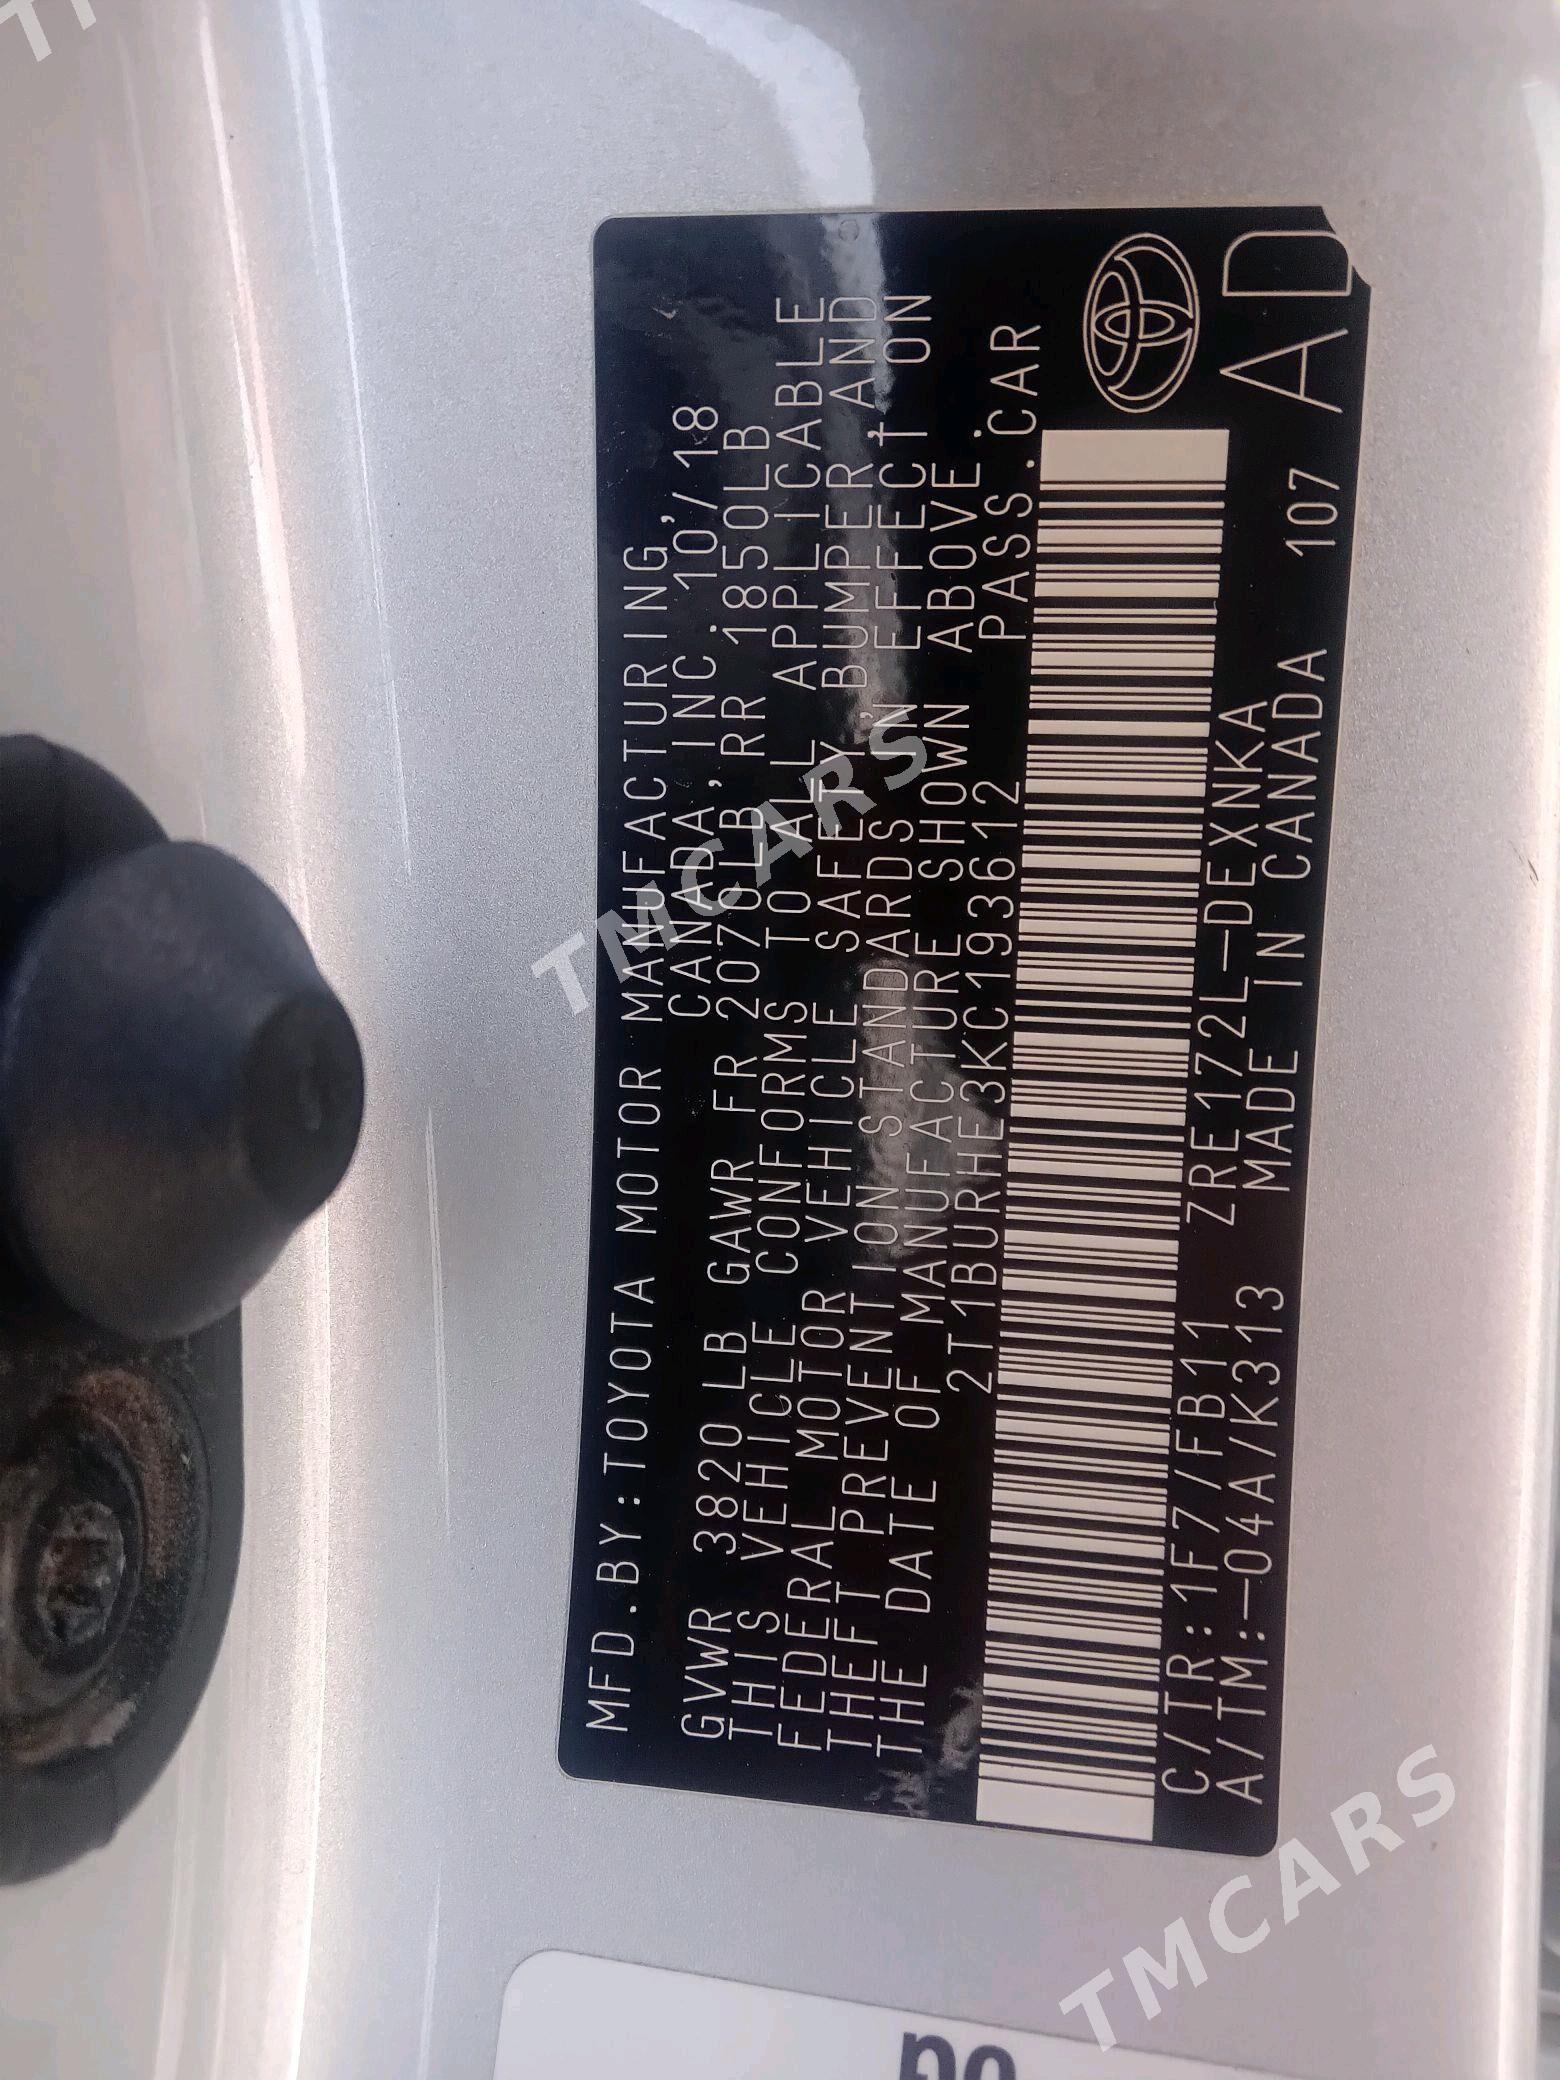 MFD.BY:TOYOTA MOTOR MANUFACTURING
CANADA,INC. 10/18
GVWR 3820 LB GAWR FR 2076LB,RR 1850LB
THIS VEHICLE CONFORMS TO ALL APPLICABLE
FEDERAL MOTOR VEHICLE SAFETY, BUMPER,AND
THEFT PREVENTION STANDARDS IN EFFECT ON
THE DATE OF MANUFACTURE SHOWN ABOVE.
2T1BURHE3KC193612 PASS.CAR
C/TR:1F7/FB11 ZRE172L-DEXNKA
A/TM:-04A/K313 MADE IN CANADA 107
AD
TMCARS
TMCARS